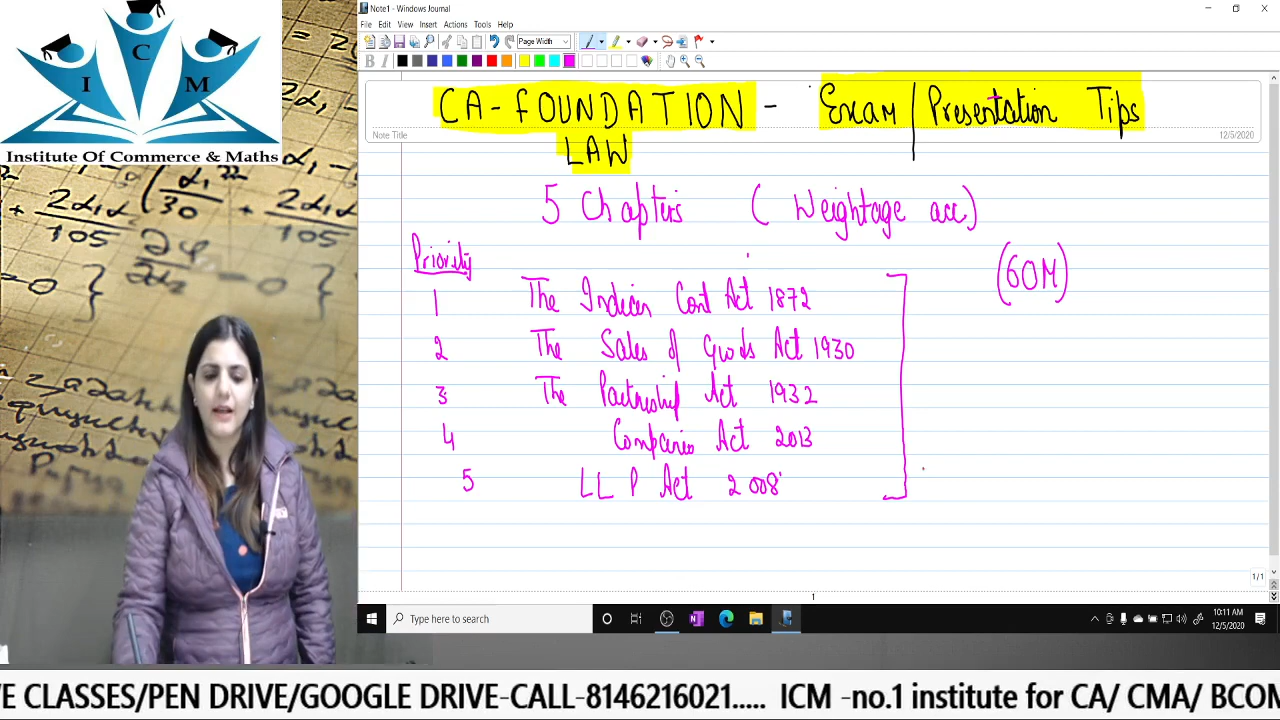 I C M
Institute Of Commerce & Maths
Note1 - Windows Journal
File Edit View Insert Actions Tools Help
Page Width
CA - FOUNDATION - Exam / Presentation Tips
Note Title
12/5/2020
LAW
5 Chapters ( Weightage acc)
Priority
(60M)
1 The Indian Cont Act 1872
2 The Sales of Goods Act 1930
3 The Partnership Act 1932
4 Companies Act 2013
5 LL P Act 2008
1/1
1
Type here to search
10:11 AM
12/5/2020
VE CLASSES/PEN DRIVE/GOOGLE DRIVE-CALL-8146216021..... ICM -no.1 institute for CA/ CMA/ BCOM